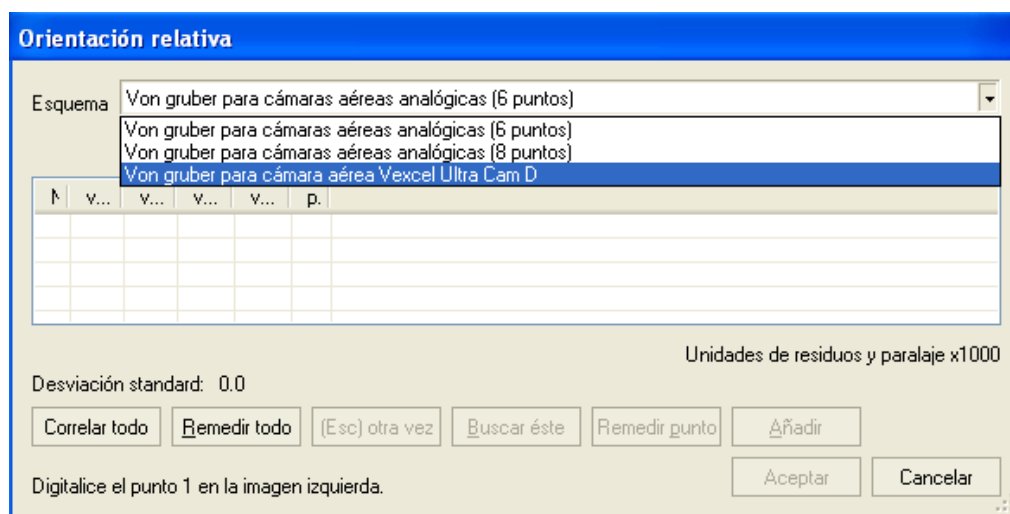 Orientación relativa
Esquema Von gruber para cámaras aéreas analógicas (6 puntos)
Von gruber para cámaras aéreas analógicas (6 puntos)
Von gruber para cámaras aéreas analógicas (8 puntos)
Von gruber para cámara aérea Vexcel Ultra Cam D
N v... v... v... v... p.
Unidades de residuos y paralaje x1000
Desviación standard: 0.0
Correlar todo Remedir todo (Esc) otra vez Buscar éste Remedir punto Añadir
Aceptar Cancelar
Digitalice el punto 1 en la imagen izquierda.